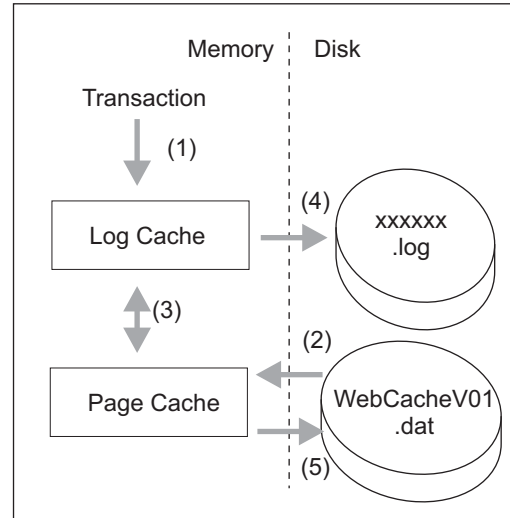 Memory
Disk
Transaction
(1)
(4)
Log Cache
xxxxxx
.log
(3)
(2)
Page Cache
WebCacheV01
.dat
(5)